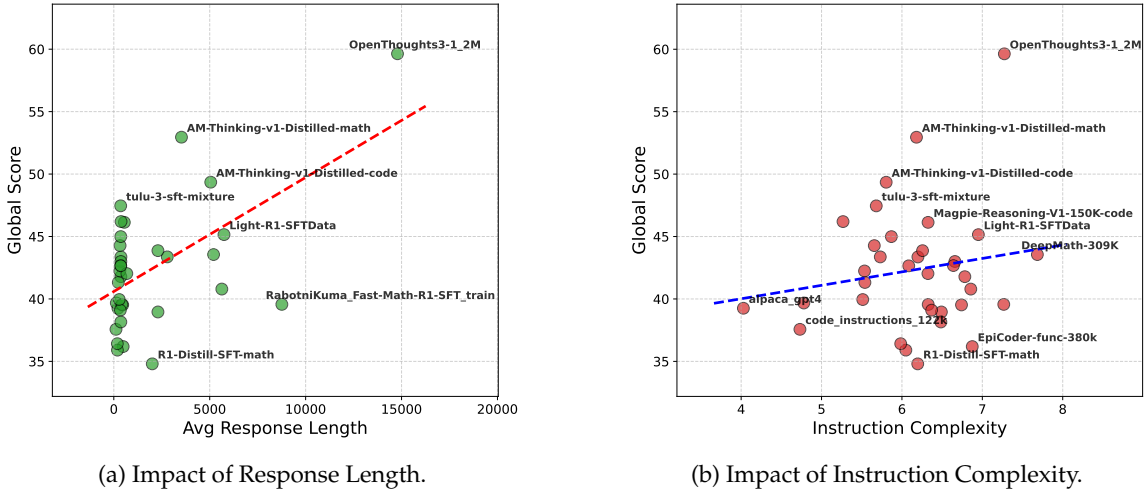 60
55
50
45
40
35
Global Score
OpenThoughts3-1_2M
AM-Thinking-v1-Distilled-math
AM-Thinking-v1-Distilled-code
tulu-3-sft-mixture
Light-R1-SFTData
RabotniKuma_Fast-Math-R1-SFT_train
R1-Distill-SFT-math
0 5000 10000 15000 20000
Avg Response Length
(a) Impact of Response Length.
60
55
50
45
40
35
Global Score
OpenThoughts3-1_2M
AM-Thinking-v1-Distilled-math
AM-Thinking-v1-Distilled-code
tulu-3-sft-mixture
Magpie-Reasoning-V1-150K-code
Light-R1-SFTData
DeepMath-309K
alpaca_gpt4
code_instructions_122k
EpiCoder-func-380k
R1-Distill-SFT-math
4 5 6 7 8
Instruction Complexity
(b) Impact of Instruction Complexity.